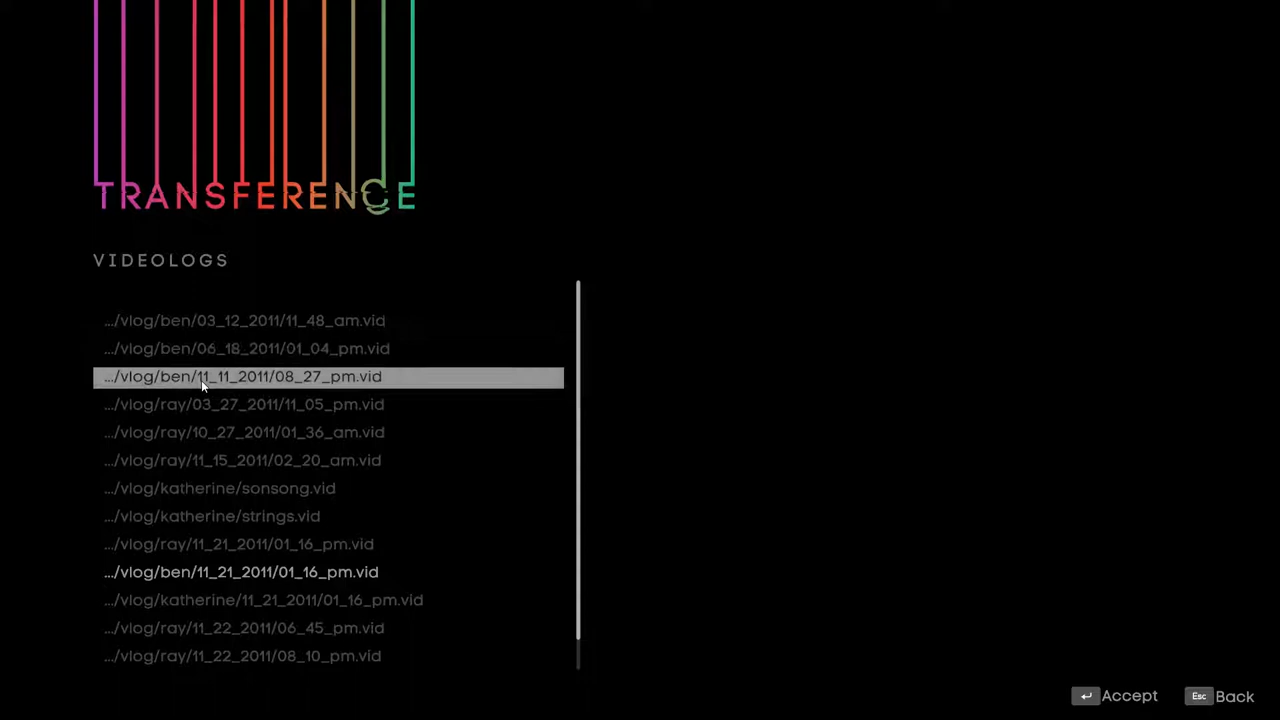 TRANSFERENCE
VIDEOLOGS
.../vlog/ben/03_12_2011/11_48_am.vid
.../vlog/ben/06_18_2011/01_04_pm.vid
.../vlog/ben/11_11_2011/08_27_pm.vid
.../vlog/ray/03_27_2011/11_05_pm.vid
.../vlog/ray/10_27_2011/01_36_am.vid
.../vlog/ray/11_15_2011/02_20_am.vid
.../vlog/katherine/sonsong.vid
.../vlog/katherine/strings.vid
.../vlog/ray/11_21_2011/01_16_pm.vid
.../vlog/ben/11_21_2011/01_16_pm.vid
.../vlog/katherine/11_21_2011/01_16_pm.vid
.../vlog/ray/11_22_2011/06_45_pm.vid
.../vlog/ray/11_22_2011/08_10_pm.vid
↵ Accept Esc Back